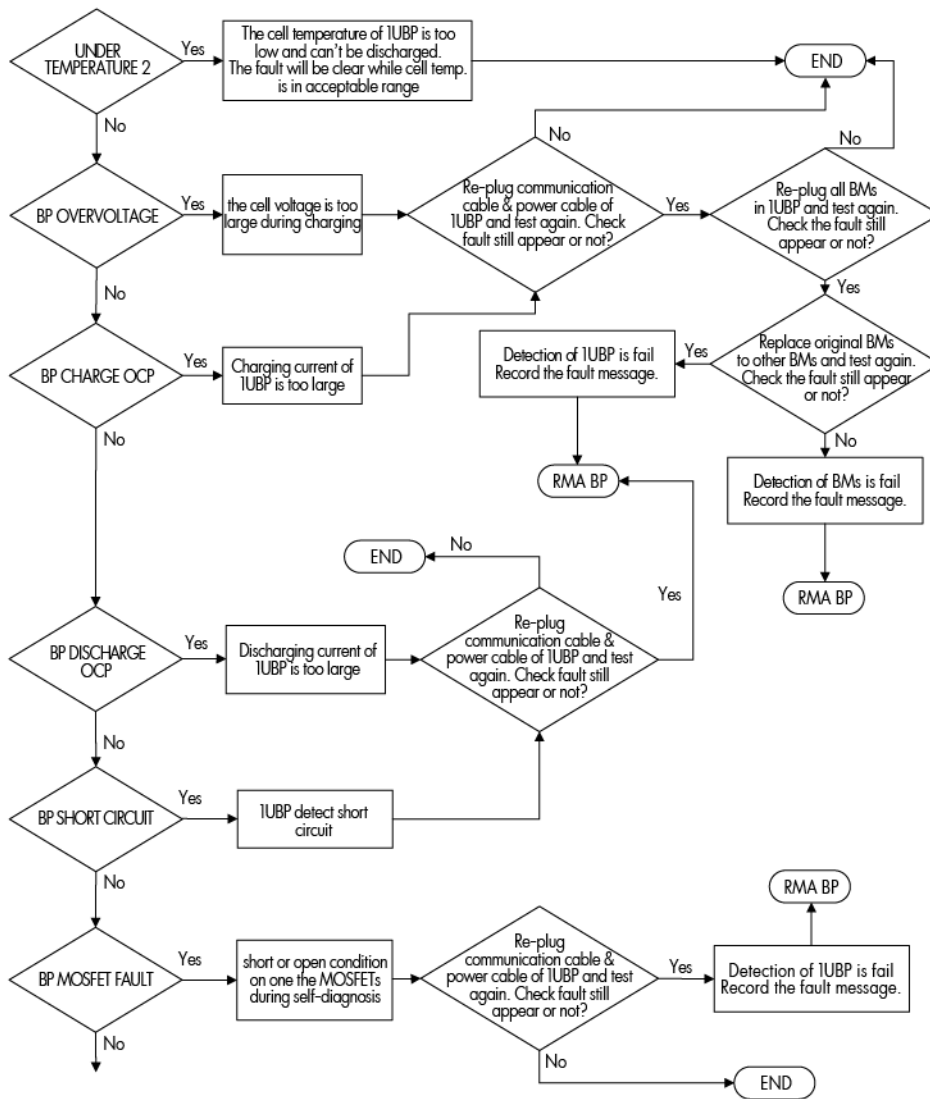 UNDER
TEMPERATURE 2
Yes
The cell temperature of 1UBP is too
low and can't be discharged.
The fault will be clear while cell temp.
is in acceptable range
END
No
No
No
BP OVERVOLTAGE
Yes
the cell voltage is too
large during charging
Re-plug communication
cable & power cable of
1UBP and test again. Check
fault still appear or not?
Yes
Re-plug all BMs
in 1UBP and test again.
Check the fault still
appear or not?
No
Yes
BP CHARGE OCP
Yes
Charging current of
1UBP is too large
Detection of 1UBP is fail
Record the fault message.
Yes
Replace original BMs
to other BMs and test again.
Check the fault still appear
or not?
No
No
RMA BP
Detection of BMs is fail
Record the fault message.
END
No
RMA BP
Yes
BP DISCHARGE
OCP
Yes
Discharging current of
1UBP is too large
Re-plug
communication cable &
power cable of 1UBP and test
again. Check fault still
appear or not?
No
BP SHORT CIRCUIT
Yes
1UBP detect short
circuit
No
RMA BP
BP MOSFET FAULT
Yes
short or open condition
on one the MOSFETs
during self-diagnosis
Re-plug
communication cable &
power cable of 1UBP and test
again. Check fault still
appear or not?
Yes
Detection of 1UBP is fail
Record the fault message.
No
No
END